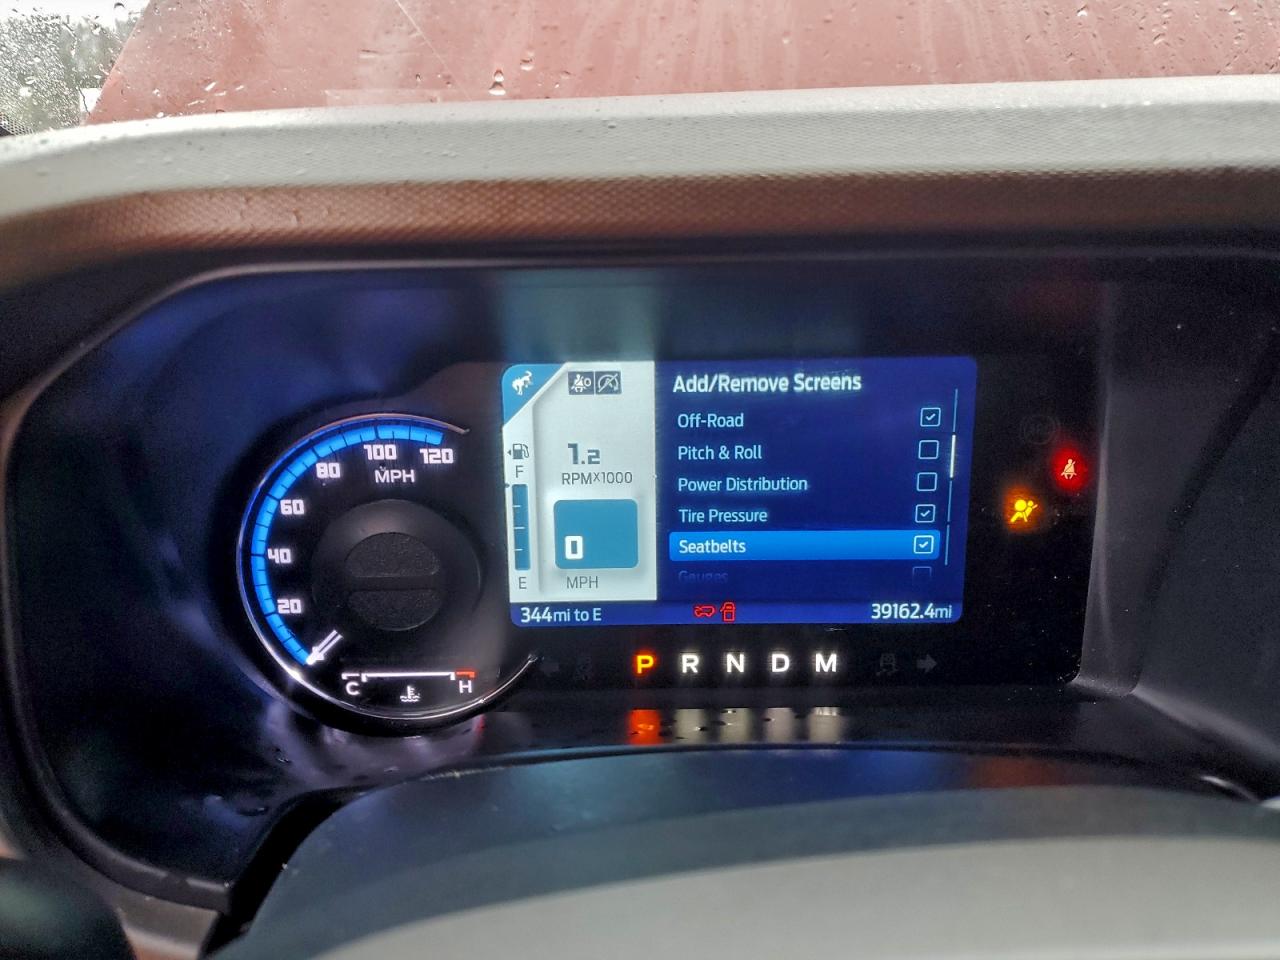 20
40
60
80
100
120
MPH
C
H
F
E
1.2
RPMx1000
0
MPH
Add/Remove Screens
Off-Road
Pitch & Roll
Power Distribution
Tire Pressure
Seatbelts
Gauges
344mi to E
39162.4mi
P R N D M